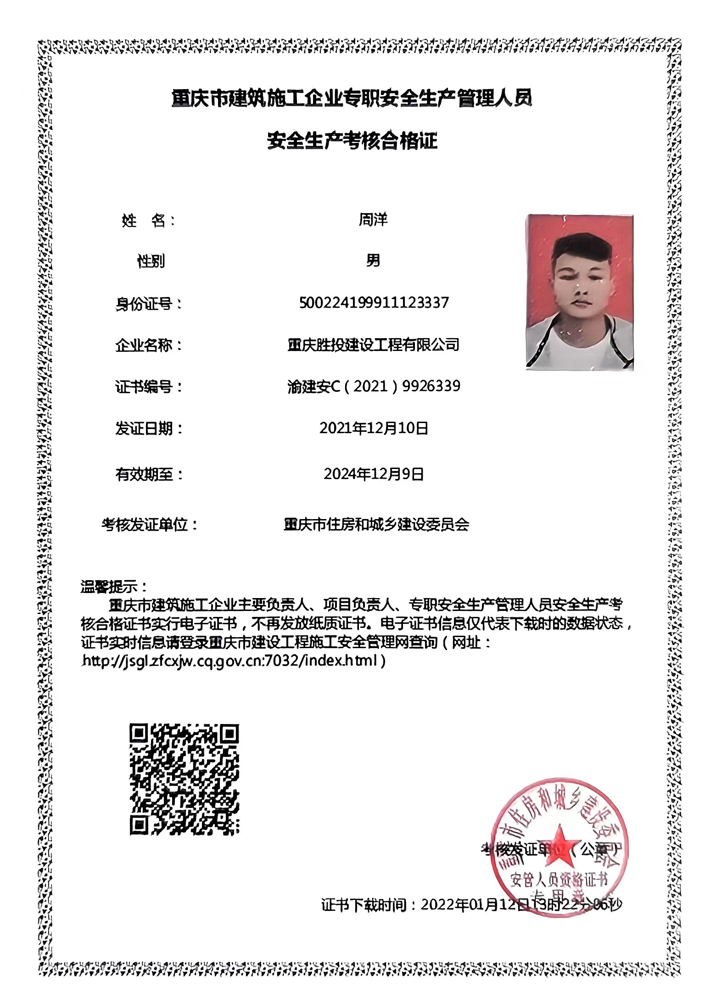 重庆市建筑施工企业专职安全生产管理人员
安全生产考核合格证
姓 名： 周洋
性别 男
身份证号： 500224199911123337
企业名称： 重庆胜投建设工程有限公司
证书编号： 渝建安C（2021）9926339
发证日期： 2021年12月10日
有效期至： 2024年12月9日
考核发证单位： 重庆市住房和城乡建设委员会
温馨提示：
重庆市建筑施工企业主要负责人、项目负责人、专职安全生产管理人员安全生产考
核合格证书实行电子证书，不再发放纸质证书。电子证书信息仅代表下载时的数据状态，
证书实时信息请登录重庆市建设工程施工安全管理网查询（网址：
http://jsgl.zfcxjw.cq.gov.cn:7032/index.html）
重庆市住房和城乡建设委员会
考核发证单位（公章）
安管人员资格证书
专用章
证书下载时间：2022年01月12日13时22分06秒